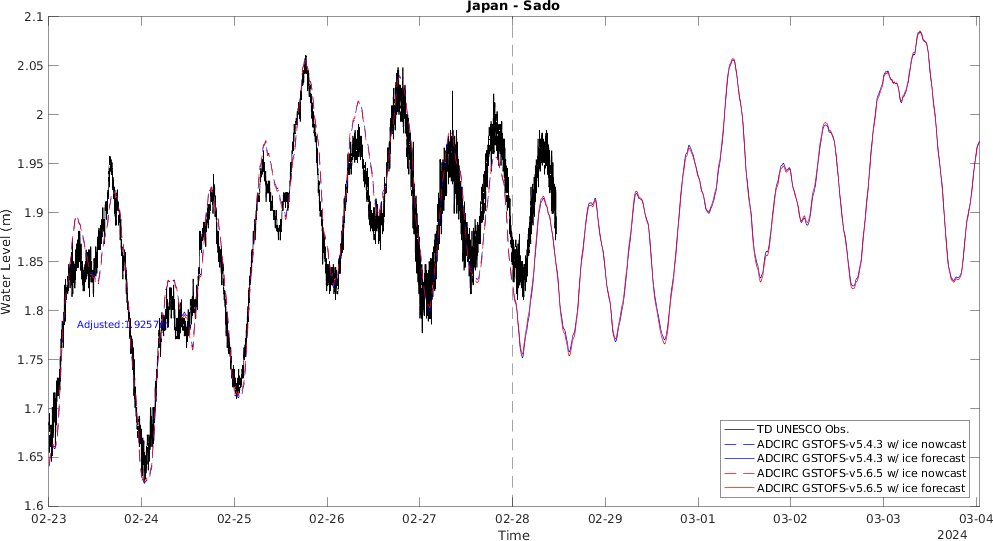 Japan - Sado
2.1
2.05
2
1.95
1.9
1.85
1.8
1.75
1.7
1.65
1.6
Water Level (m)
TD UNESCO Obs.
ADCIRC GSTOFS-v5.4.3 w/ ice nowcast
ADCIRC GSTOFS-v5.4.3 w/ ice forecast
ADCIRC GSTOFS-v5.6.5 w/ ice nowcast
ADCIRC GSTOFS-v5.6.5 w/ ice forecast
02-23 02-24 02-25 02-26 02-27 02-28 02-29 03-01 03-02 03-03 03-04
Time
2024